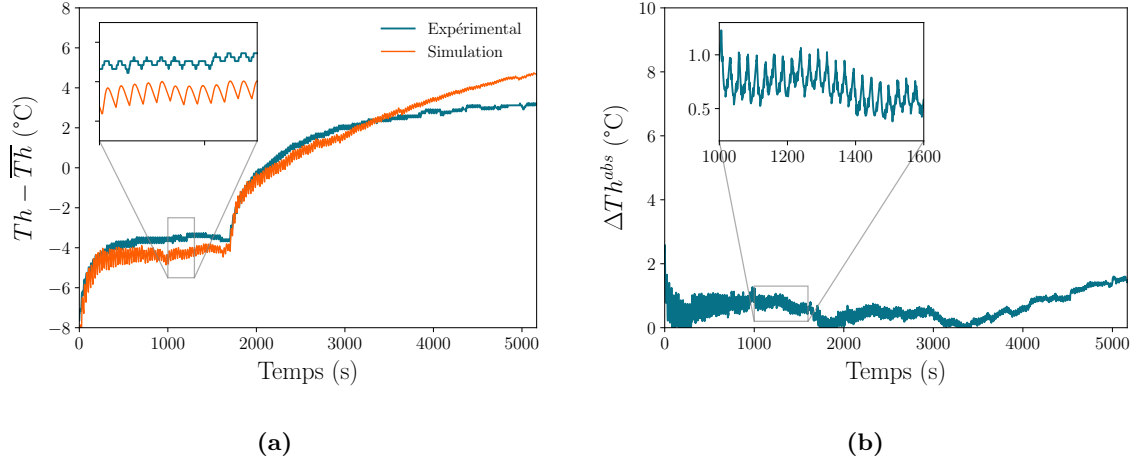 8
6
4
2
0
−2
−4
−6
−8
Th − Th (°C)
Expérimental
Simulation
0 1000 2000 3000 4000 5000
Temps (s)
(a)
10
8
6
4
2
0
ΔTh^abs (°C)
1.0
0.5
1000 1200 1400 1600
0 1000 2000 3000 4000 5000
Temps (s)
(b)